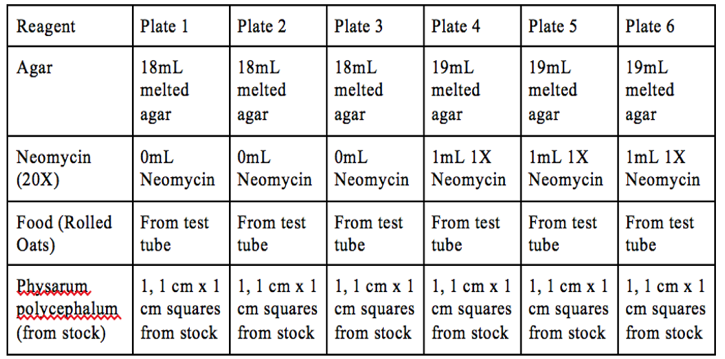 Reagent Plate 1 Plate 2 Plate 3 Plate 4 Plate 5 Plate 6
Agar 18mL 18mL 18mL 19mL 19mL 19mL
melted melted melted melted melted melted
agar agar agar agar agar agar
Neomycin 0mL 0mL 0mL 1mL 1X 1mL 1X 1mL 1X
(20X) Neomycin Neomycin Neomycin Neomycin Neomycin Neomycin
Food (Rolled From test From test From test From test From test From test
Oats) tube tube tube tube tube tube
Physarum 1, 1 cm x 1 1, 1 cm x 1 1, 1 cm x 1 1, 1 cm x 1 1, 1 cm x 1 1, 1 cm x 1
polycephalum cm squares cm squares cm squares cm squares cm squares cm squares
(from stock) from stock from stock from stock from stock from stock from stock